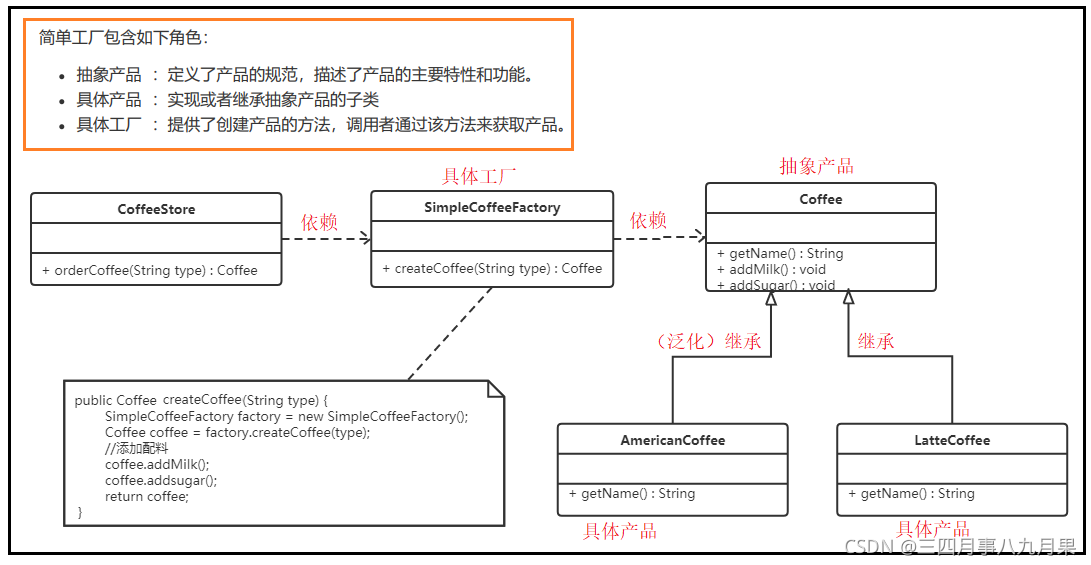 简单工厂包含如下角色：
• 抽象产品 ：定义了产品的规范，描述了产品的主要特性和功能。
• 具体产品 ：实现或者继承抽象产品的子类
• 具体工厂 ：提供了创建产品的方法，调用者通过该方法来获取产品。
具体工厂
抽象产品
CoffeeStore
+ orderCoffee(String type) : Coffee
依赖
SimpleCoffeeFactory
+ createCoffee(String type) : Coffee
依赖
Coffee
+ getName() : String
+ addMilk() : void
+ addSugar() : void
（泛化）继承
继承
public Coffee createCoffee(String type) {
SimpleCoffeeFactory factory = new SimpleCoffeeFactory();
Coffee coffee = factory.createCoffee(type);
//添加配料
coffee.addMilk();
coffee.addsugar();
return coffee;
}
AmericanCoffee
+ getName() : String
具体产品
LatteCoffee
+ getName() : String
具体产品
CSDN @三四月事八九月果